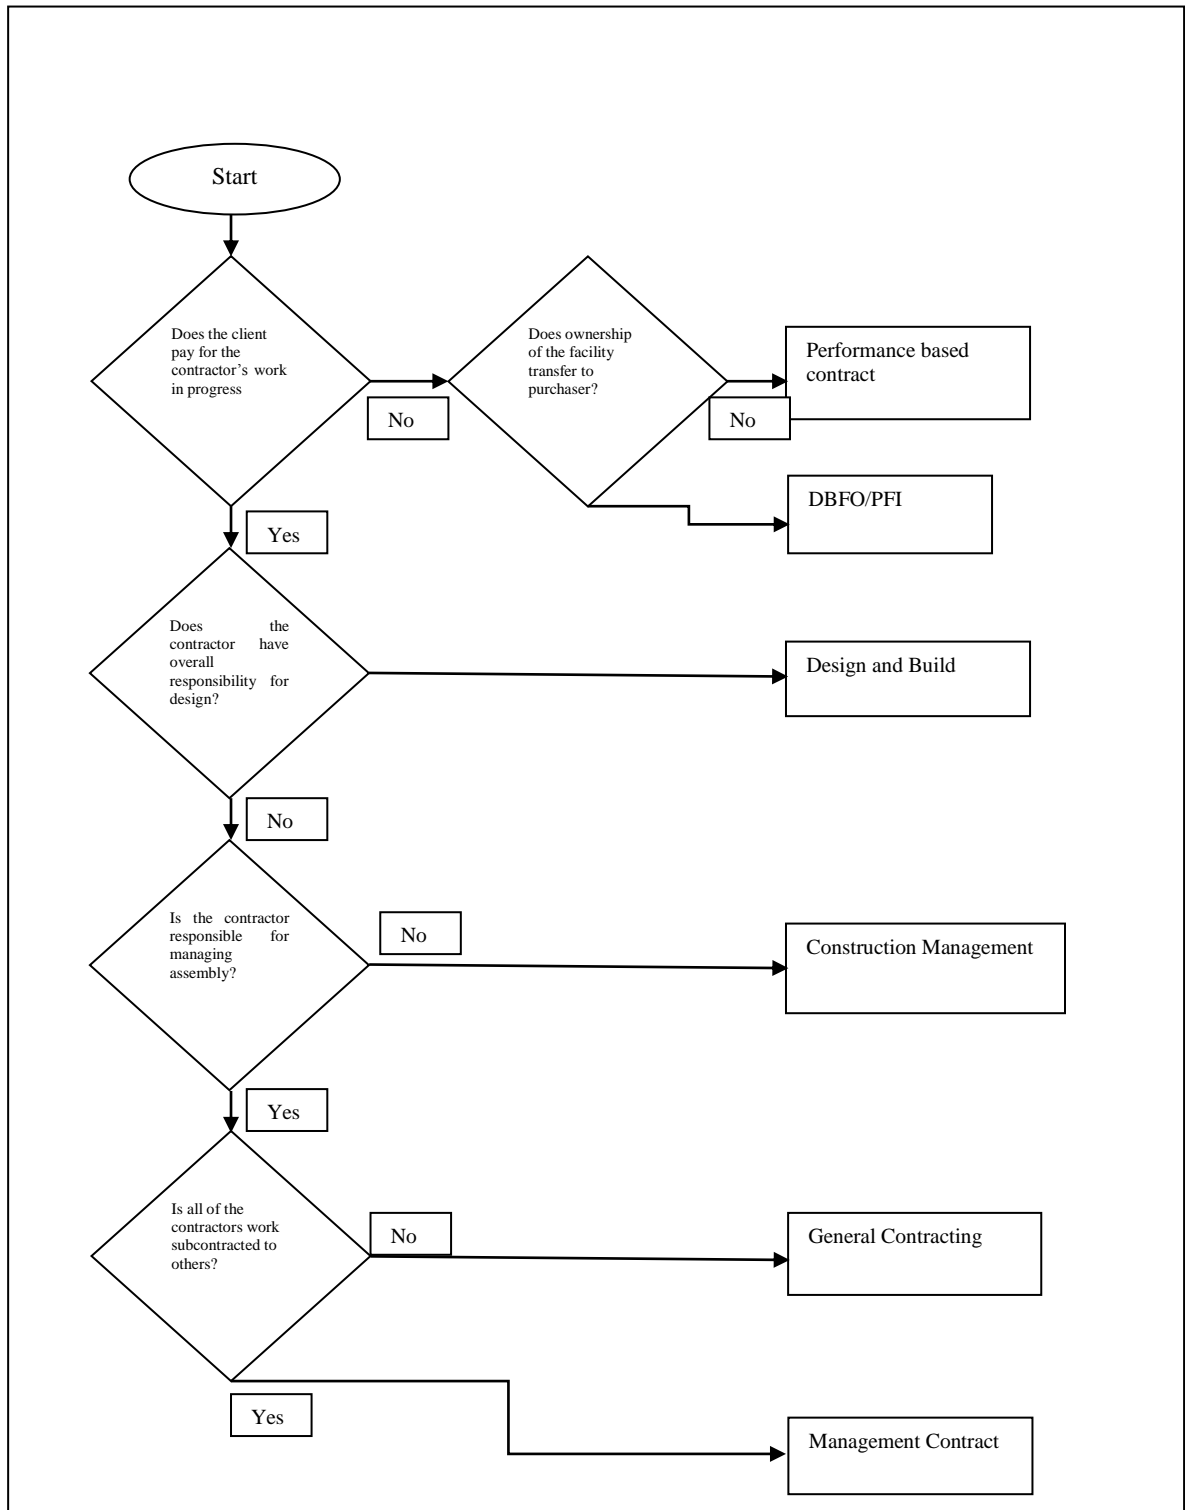 Start
Does the client
pay for the
contractor's work
in progress
Does ownership
of the facility
transfer to
purchaser?
Performance based
contract
No
No
DBFO/PFI
Yes
Does the
contractor have
overall
responsibility for
design?
Design and Build
No
Is the contractor
responsible for
managing
assembly?
No
Construction Management
Yes
Is all of the
contractors work
subcontracted to
others?
No
General Contracting
Yes
Management Contract